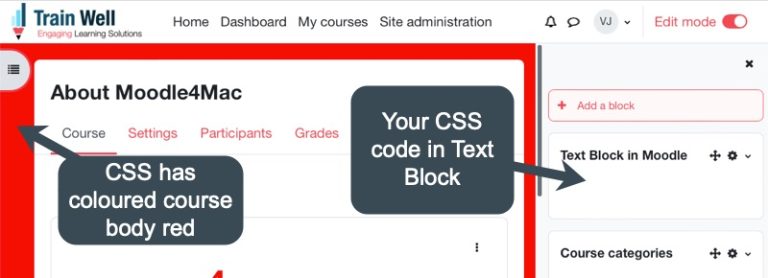 Train Well
Engaging Learning Solutions
Home Dashboard My courses Site administration
VJ
Edit mode
About Moodle4Mac
Course Settings Participants Grades
CSS has
coloured course
body red
Your CSS
code in Text
Block
+ Add a block
Text Block in Moodle
Course categories